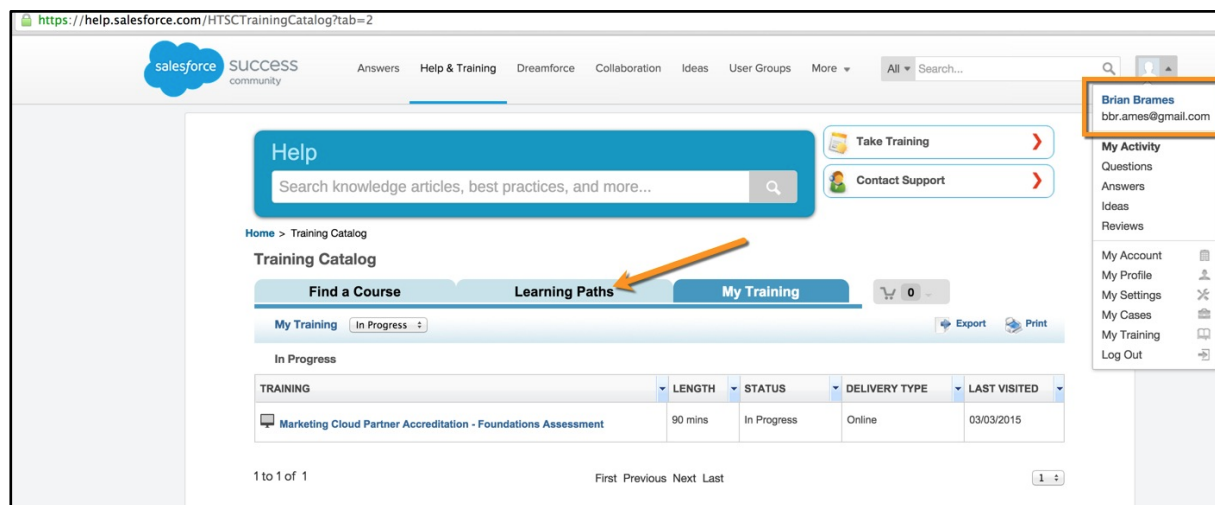 https://help.salesforce.com/HTSCTrainingCatalog?tab=2
salesforce success community
Answers Help & Training Dreamforce Collaboration Ideas User Groups More All Search...
Brian Brames
bbr.ames@gmail.com
My Activity
Questions
Answers
Ideas
Reviews
My Account
My Profile
My Settings
My Cases
My Training
Log Out
Help
Search knowledge articles, best practices, and more...
Take Training
Contact Support
Home > Training Catalog
Training Catalog
Find a Course Learning Paths My Training 0
My Training In Progress Export Print
In Progress
TRAINING LENGTH STATUS DELIVERY TYPE LAST VISITED
Marketing Cloud Partner Accreditation - Foundations Assessment 90 mins In Progress Online 03/03/2015
1 to 1 of 1 First Previous Next Last 1